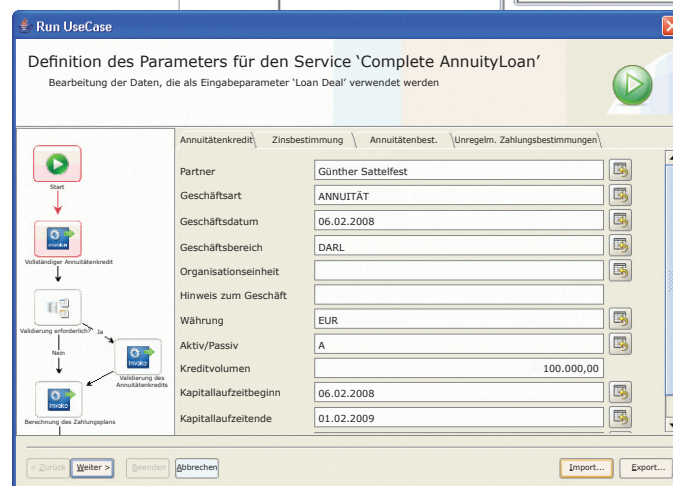 Run UseCase
Definition des Parameters für den Service ‘Complete AnnuityLoan’
Bearbeitung der Daten, die als Eingabeparameter ‘Loan Deal’ verwendet werden
Start
invoke
Vollständiger Annuitätenkredit
Validierung erforderlich?
Ja
Nein
Invoke
Validierung des
Annuitätenkredits
Invoke
Berechnung des Zahlungsplans
Annuitätenkredit Zinsbestimmung Annuitätenbest. Unregelm. Zahlungsbestimmungen
Partner Günther Sattelfest
Geschäftsart ANNUITÄT
Geschäftsdatum 06.02.2008
Geschäftsbereich DARL
Organisationseinheit
Hinweis zum Geschäft
Währung EUR
Aktiv/Passiv A
Kreditvolumen 100.000,00
Kapitallaufzeitbeginn 06.02.2008
Kapitallaufzeitende 01.02.2009
< Zurück Weiter > Beenden Abbrechen Import... Export...